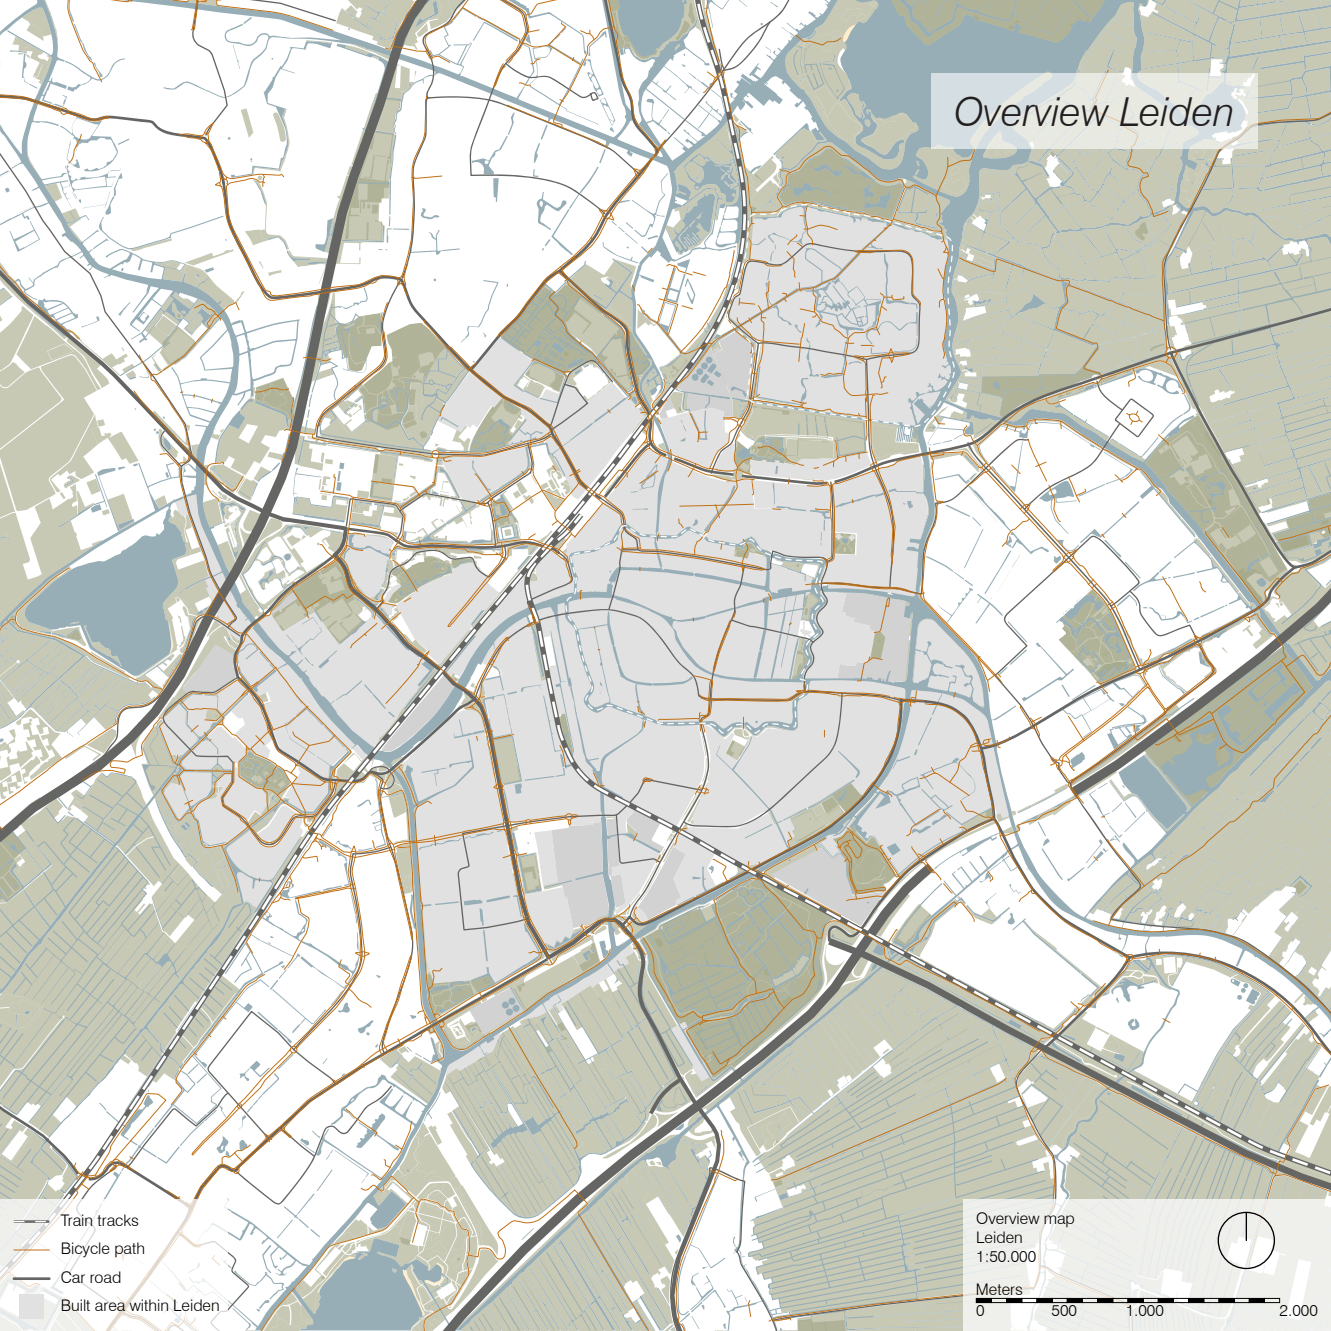 Overview Leiden
Train tracks
Bicycle path
Car road
Built area within Leiden
Overview map
Leiden
1:50.000
Meters
0 500 1.000 2.000